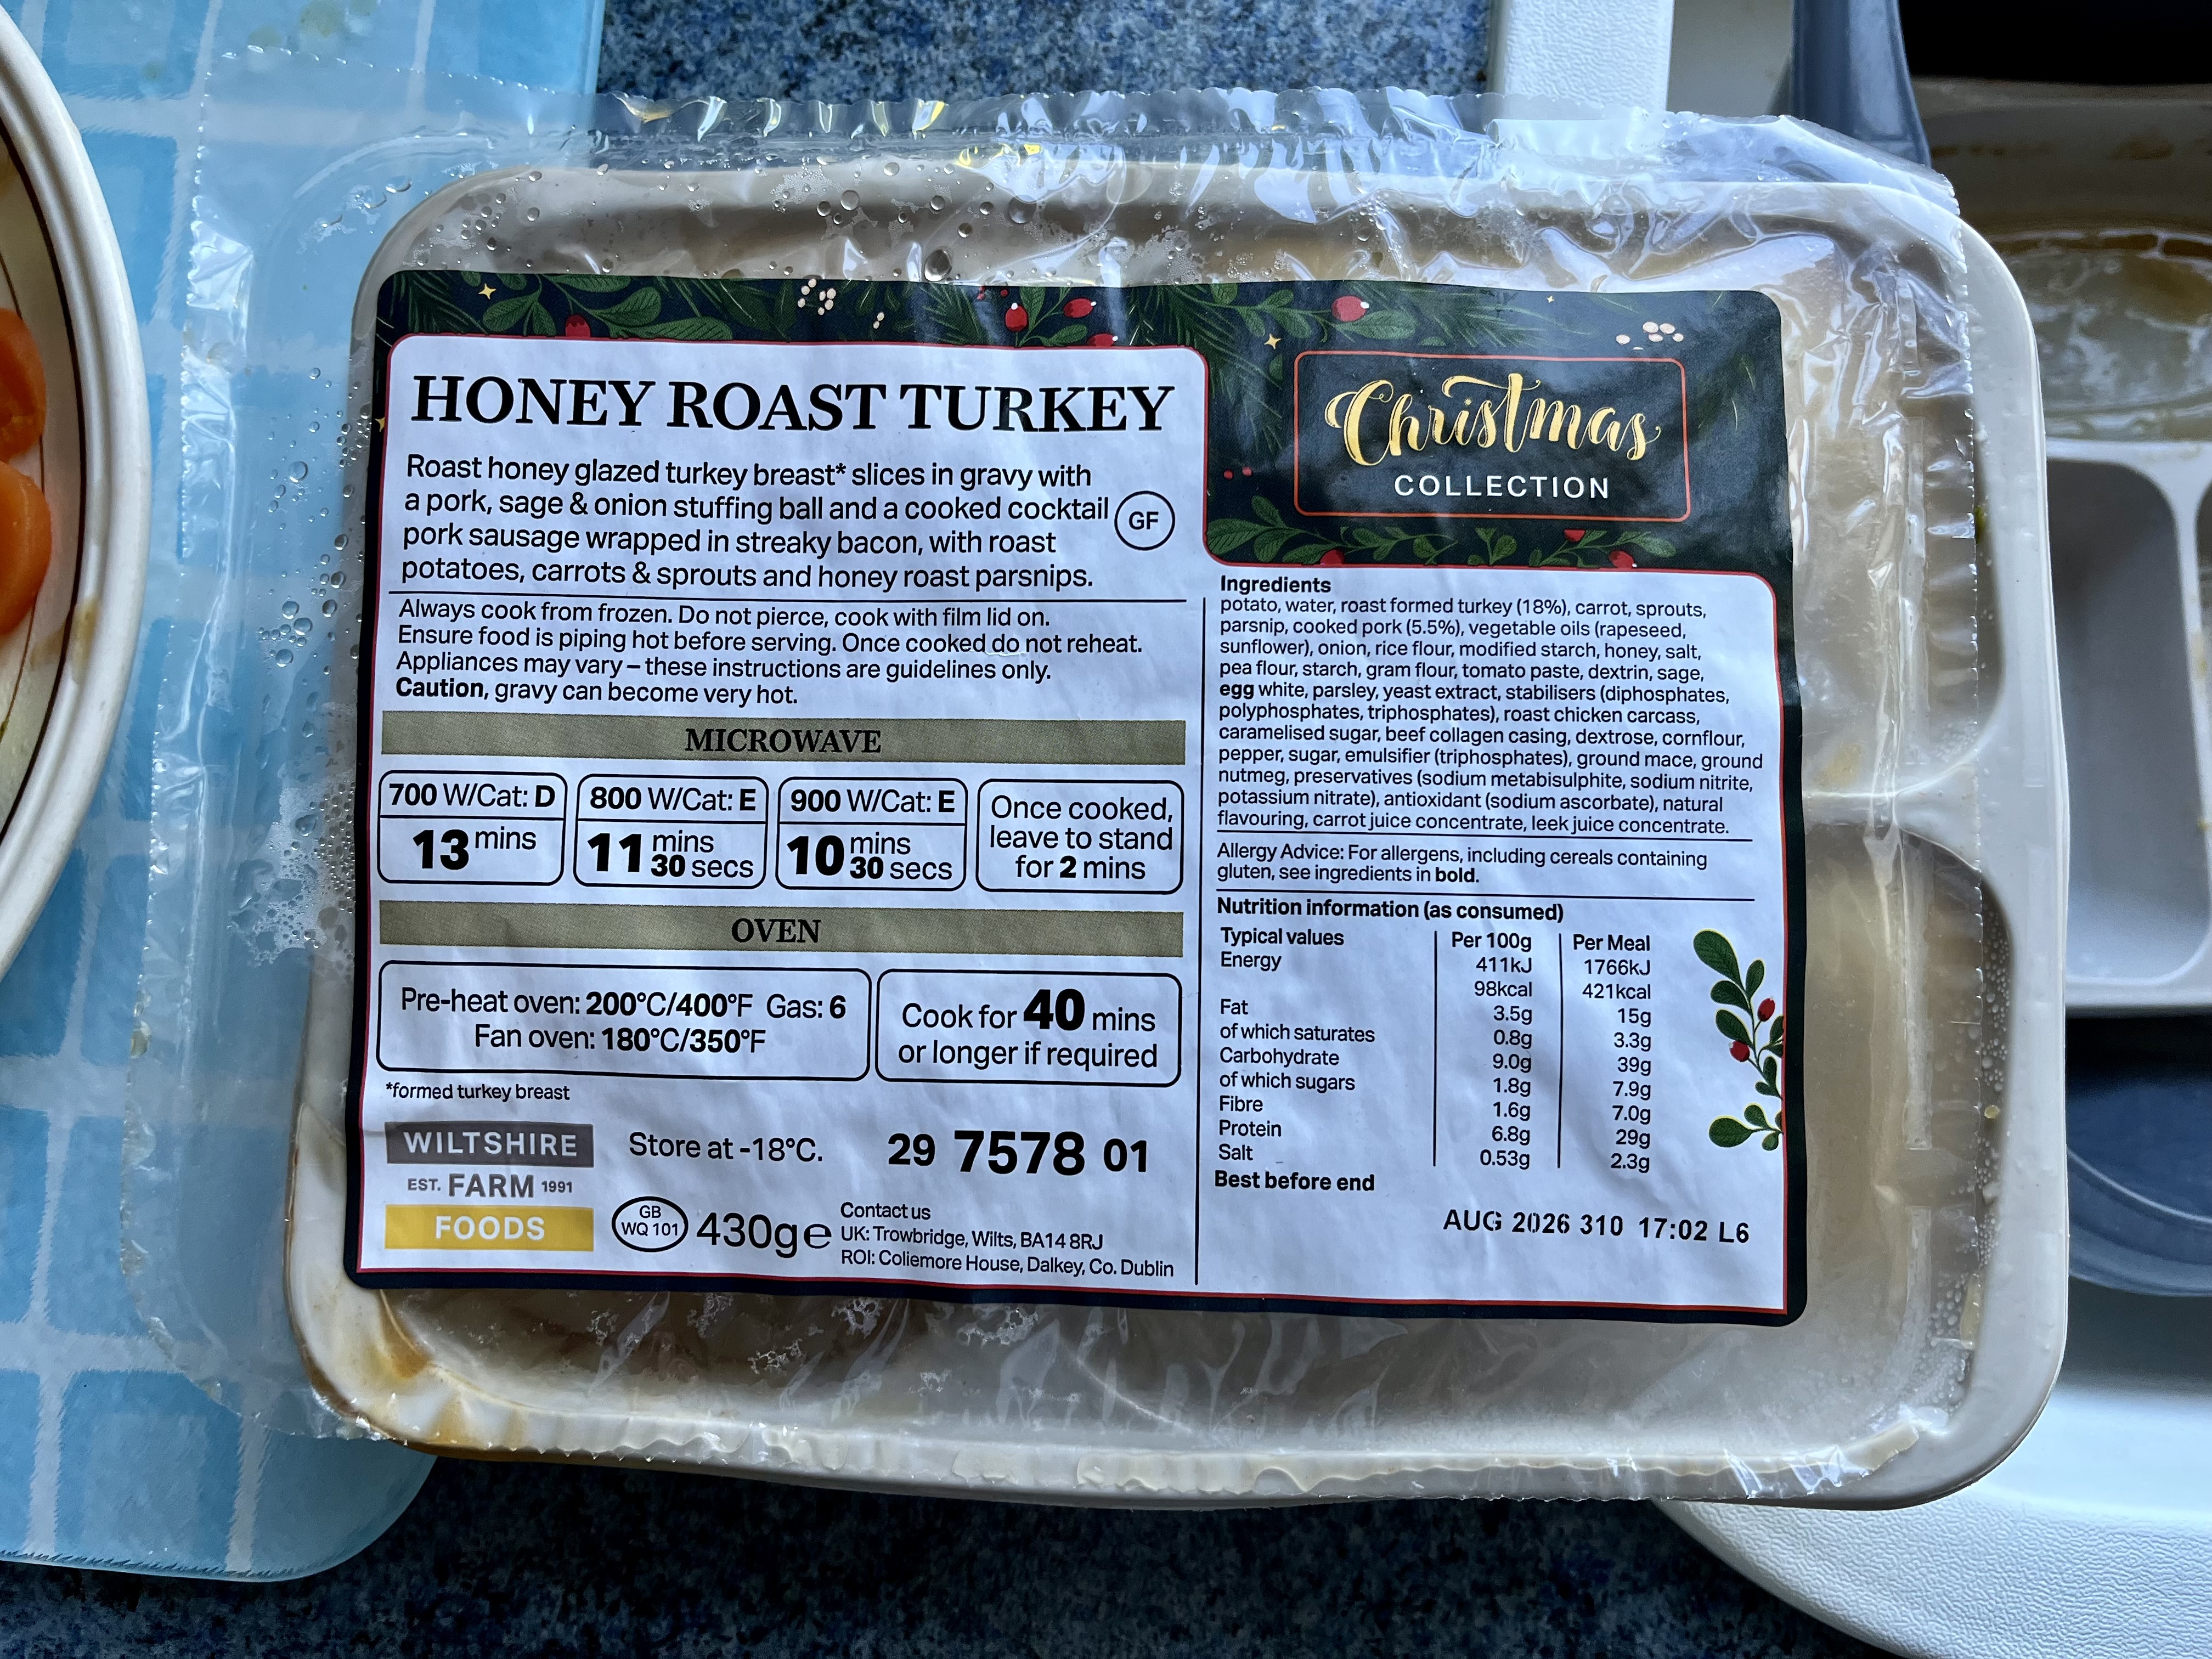 HONEY ROAST TURKEY
Roast honey glazed turkey breast* slices in gravy with
a pork, sage & onion stuffing ball and a cooked cocktail
pork sausage wrapped in streaky bacon, with roast
potatoes, carrots & sprouts and honey roast parsnips.
GF
Always cook from frozen. Do not pierce, cook with film lid on.
Ensure food is piping hot before serving. Once cooked do not reheat.
Appliances may vary – these instructions are guidelines only.
Caution, gravy can become very hot.
MICROWAVE
700 W/Cat: D
13 mins
800 W/Cat: E
11 mins 30 secs
900 W/Cat: E
10 mins 30 secs
Once cooked,
leave to stand
for 2 mins
OVEN
Pre-heat oven: 200°C/400°F Gas: 6
Fan oven: 180°C/350°F
Cook for 40 mins
or longer if required
*formed turkey breast
WILTSHIRE
EST. FARM 1991
FOODS
Store at -18°C.
29 7578 01
GB
WQ 101
430g e
Contact us
UK: Trowbridge, Wilts, BA14 8RJ
ROI: Coliemore House, Dalkey, Co. Dublin
Christmas
COLLECTION
Ingredients
potato, water, roast formed turkey (18%), carrot, sprouts,
parsnip, cooked pork (5.5%), vegetable oils (rapeseed,
sunflower), onion, rice flour, modified starch, honey, salt,
pea flour, starch, gram flour, tomato paste, dextrin, sage,
egg white, parsley, yeast extract, stabilisers (diphosphates,
polyphosphates, triphosphates), roast chicken carcass,
caramelised sugar, beef collagen casing, dextrose, cornflour,
pepper, sugar, emulsifier (triphosphates), ground mace, ground
nutmeg, preservatives (sodium metabisulphite, sodium nitrite,
potassium nitrate), antioxidant (sodium ascorbate), natural
flavouring, carrot juice concentrate, leek juice concentrate.
Allergy Advice: For allergens, including cereals containing
gluten, see ingredients in bold.
Nutrition information (as consumed)
Typical values Per 100g Per Meal
Energy 411kJ 1766kJ
98kcal 421kcal
Fat 3.5g 15g
of which saturates 0.8g 3.3g
Carbohydrate 9.0g 39g
of which sugars 1.8g 7.9g
Fibre 1.6g 7.0g
Protein 6.8g 29g
Salt 0.53g 2.3g
Best before end
AUG 2026 310 17:02 L6